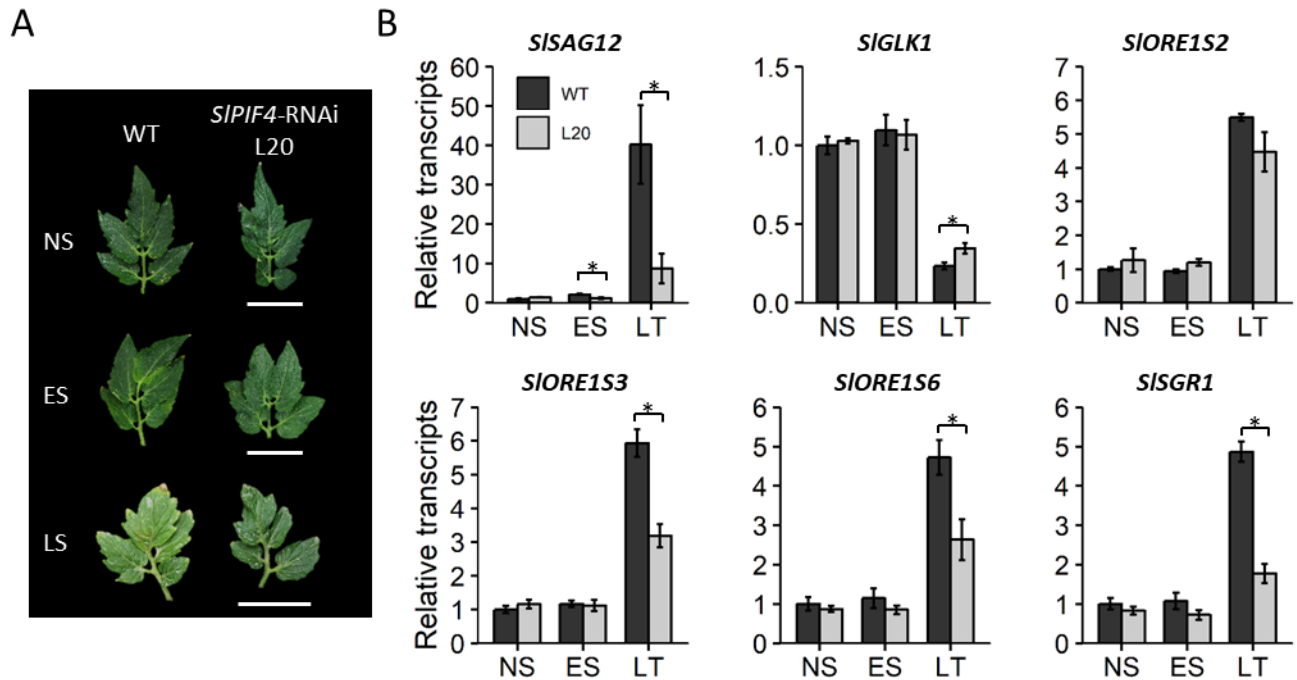 A
WT
SlPIF4-RNAi
L20
NS
ES
LS
B
SlSAG12
Relative transcripts
60
50
40
30
20
10
0
WT
L20
*
*
NS ES LT
SlGLK1
1.5
1.0
0.5
0.0
*
NS ES LT
SlORE1S2
7
6
5
4
3
2
1
0
NS ES LT
SlORE1S3
Relative transcripts
7
6
5
4
3
2
1
0
*
NS ES LT
SlORE1S6
6
5
4
3
2
1
0
*
NS ES LT
SlSGR1
6
5
4
3
2
1
0
*
NS ES LT